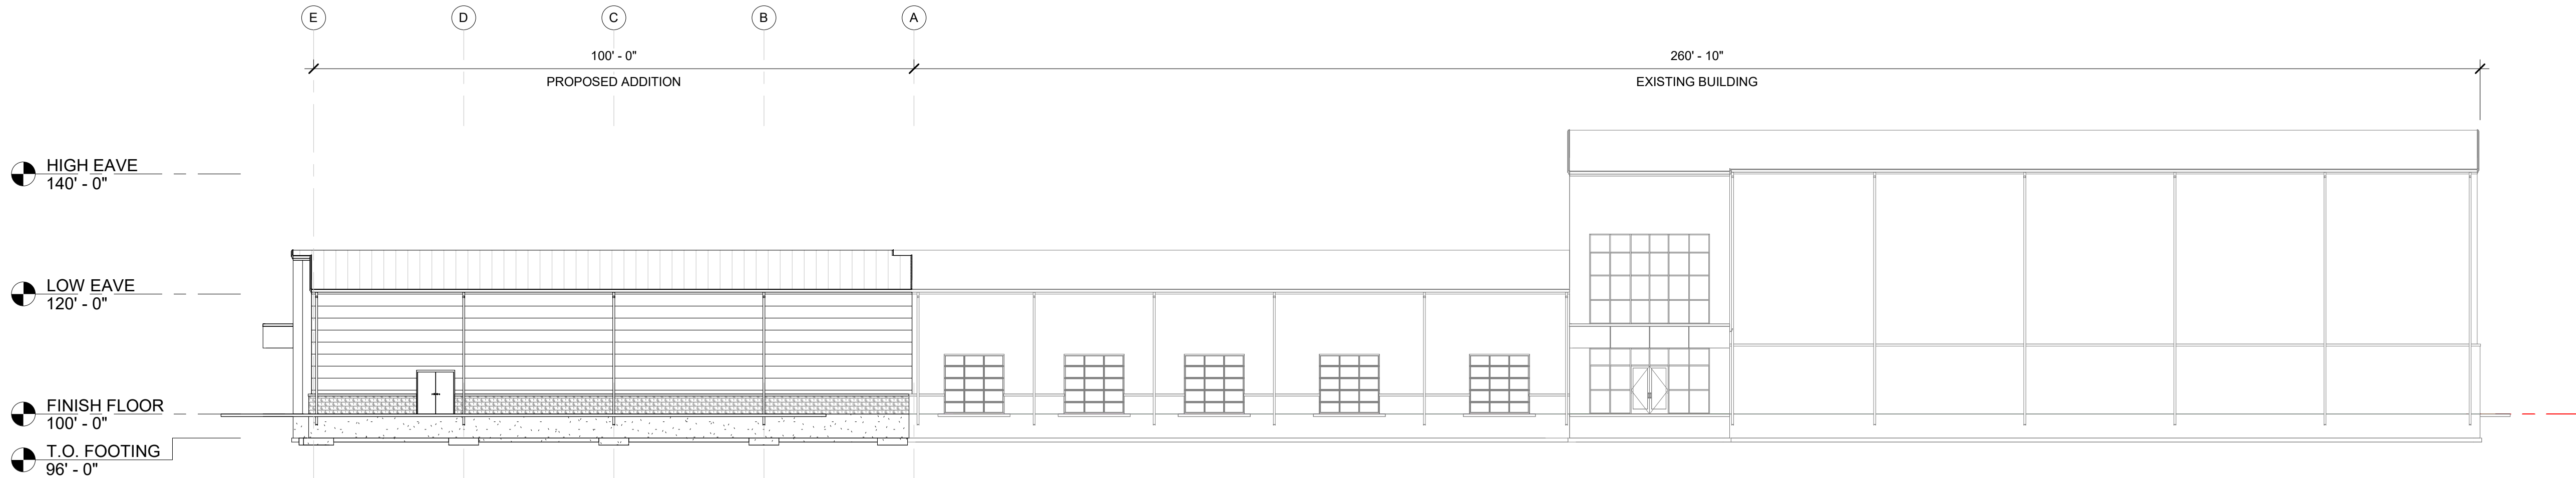 E D C B A
100' - 0"
260' - 10"
PROPOSED ADDITION
EXISTING BUILDING
HIGH EAVE
140' - 0"
LOW EAVE
120' - 0"
FINISH FLOOR
100' - 0"
T.O. FOOTING
96' - 0"